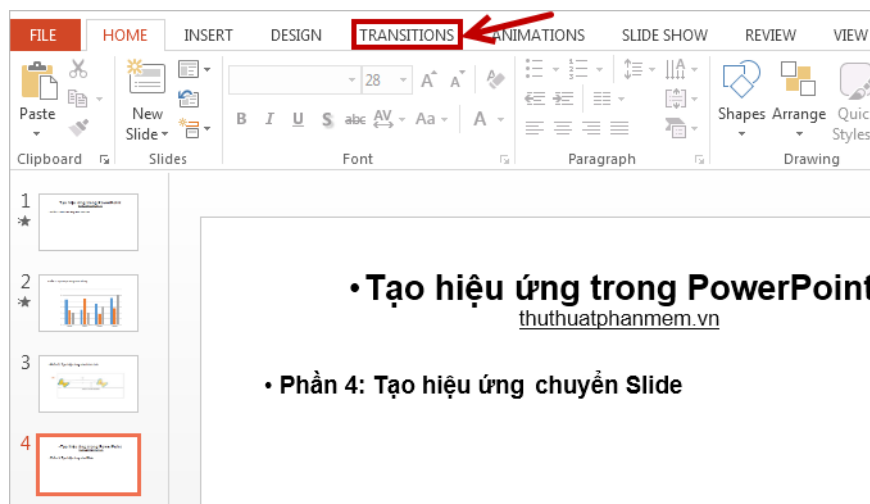 FILE HOME INSERT DESIGN TRANSITIONS ANIMATIONS SLIDE SHOW REVIEW VIEW
28 A A
Paste New Slide B I U S abc AV Aa A Shapes Arrange Quic
Styles
Clipboard Slides Font Paragraph Drawing
1
2
3
4
• Tạo hiệu ứng trong PowerPoint
thuthuatphanmem.vn
• Phần 4: Tạo hiệu ứng chuyển Slide